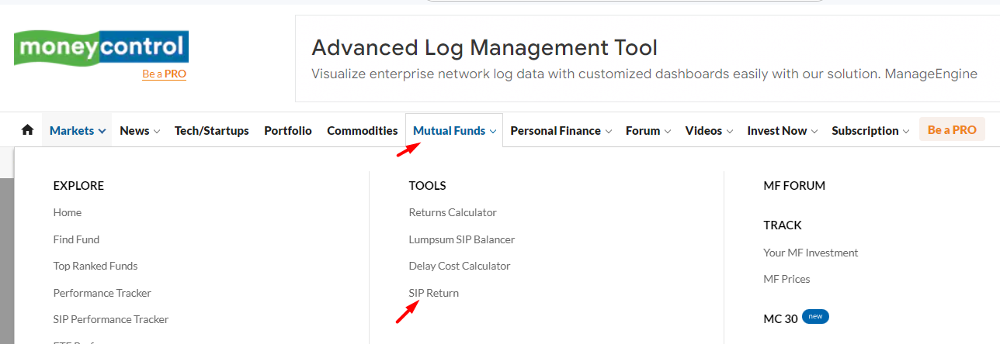 moneycontrol
Be a PRO
Advanced Log Management Tool
Visualize enterprise network log data with customized dashboards easily with our solution. ManageEngine
Markets News Tech/Startups Portfolio Commodities Mutual Funds Personal Finance Forum Videos Invest Now Subscription Be a PRO
EXPLORE
Home
Find Fund
Top Ranked Funds
Performance Tracker
SIP Performance Tracker
TOOLS
Returns Calculator
Lumpsum SIP Balancer
Delay Cost Calculator
SIP Return
MF FORUM
TRACK
Your MF Investment
MF Prices
MC 30 new